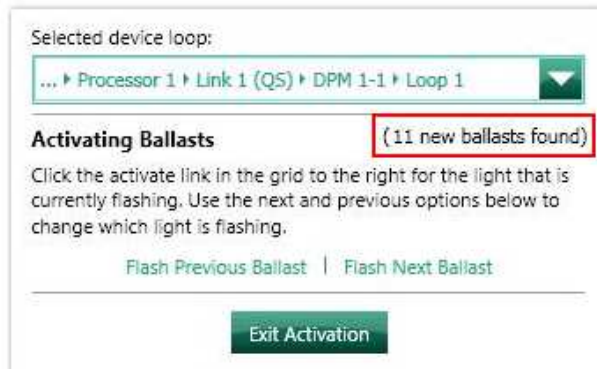 Selected device loop:
... ▸ Processor 1 ▸ Link 1 (QS) ▸ DPM 1-1 ▸ Loop 1
Activating Ballasts (11 new ballasts found)
Click the activate link in the grid to the right for the light that is
currently flashing. Use the next and previous options below to
change which light is flashing.
Flash Previous Ballast | Flash Next Ballast
Exit Activation